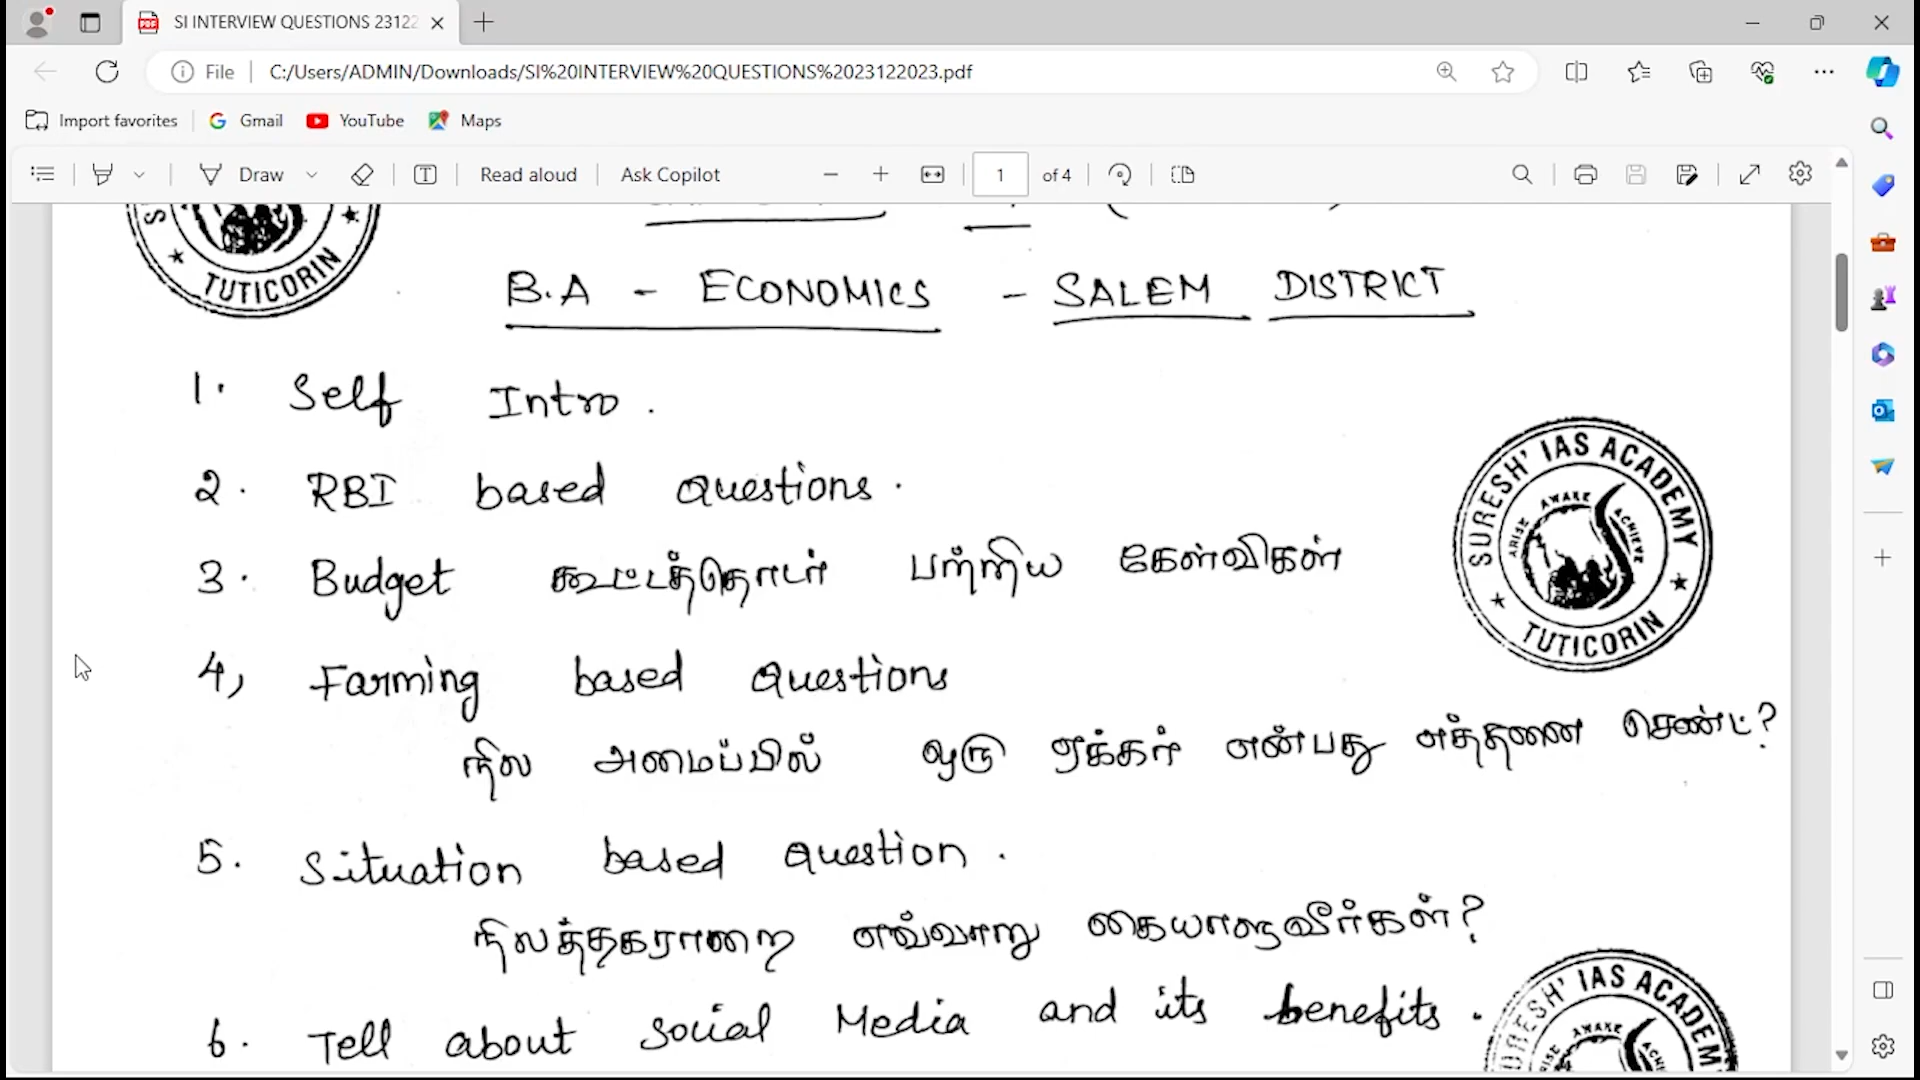 SI INTERVIEW QUESTIONS 23122
File
C:/Users/ADMIN/Downloads/SI%20INTERVIEW%20QUESTIONS%2023122023.pdf
Import favorites
Gmail
YouTube
Maps
Draw
Read aloud
Ask Copilot
1 of 4
TUTICORIN
B.A - ECONOMICS - SALEM DISTRICT
1. Self Intro.
2. RBI based questions.
3. Budget கூட்டத்தொடர் பற்றிய கேள்விகள்
SURESH' IAS ACADEMY
ARISE AWAKE ACHIEVE
TUTICORIN
4, Farming based questions
நில அமைப்பில் ஒரு ஏக்கர் என்பது எத்தனை செண்ட்?
5. Situation based question.
நிலத்தகராறை எவ்வாறு கையாளுவீர்கள்?
6. Tell about social Media and its benefits.
IAS ACADEM
AWAKE